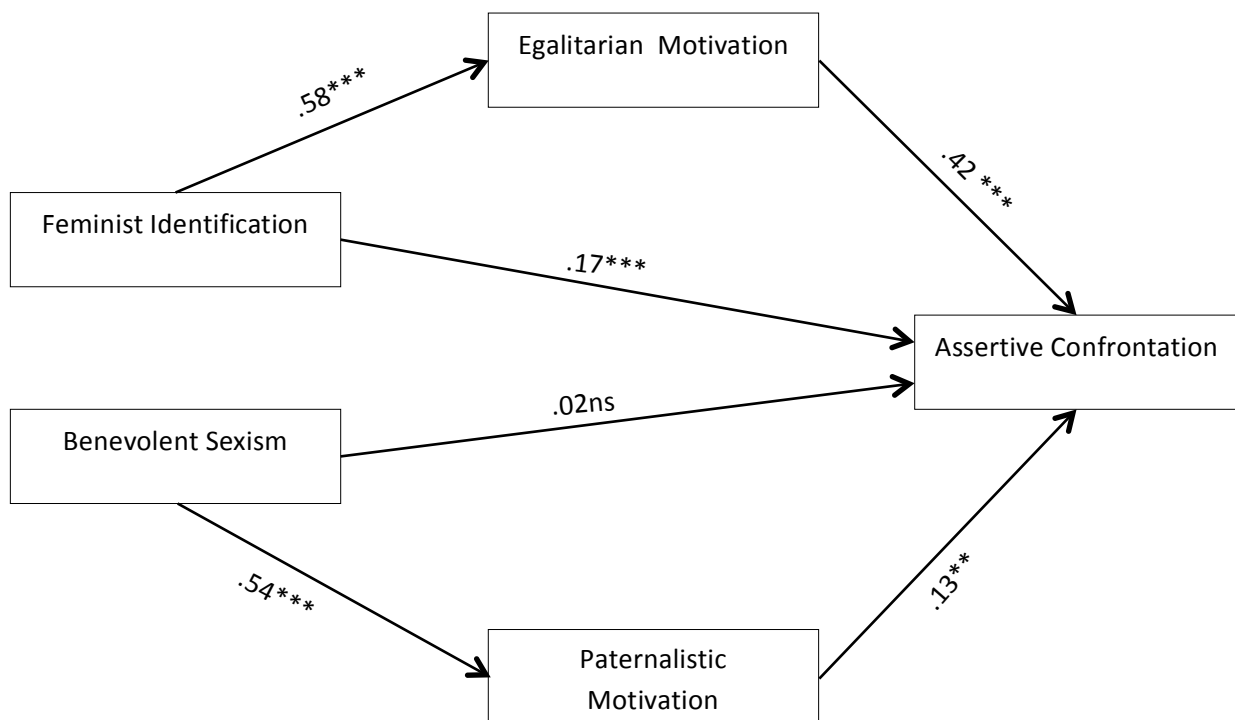 Egalitarian Motivation
.58***
.42 ***
Feminist Identification
.17***
Assertive Confrontation
.02ns
Benevolent Sexism
.54***
.13**
Paternalistic
Motivation